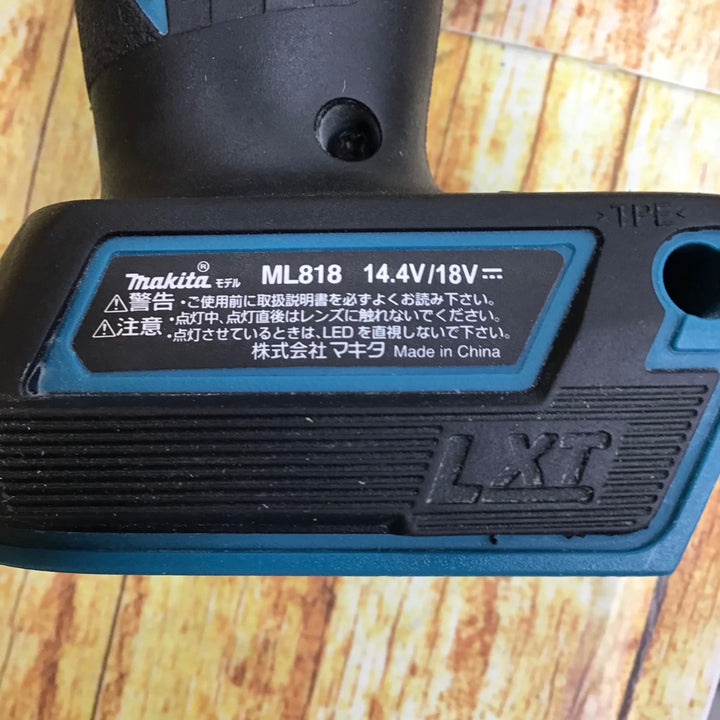 >TPE<
makita® モデル ML818 14.4V/18V⎓
⚠警告・ご使用前に取扱説明書を必ずよくお読み下さい。
⚠注意・点灯中、点灯直後はレンズに触れないでください。
・点灯させているときは、LEDを直視しないで下さい。
株式会社マキタ Made in China
LXT